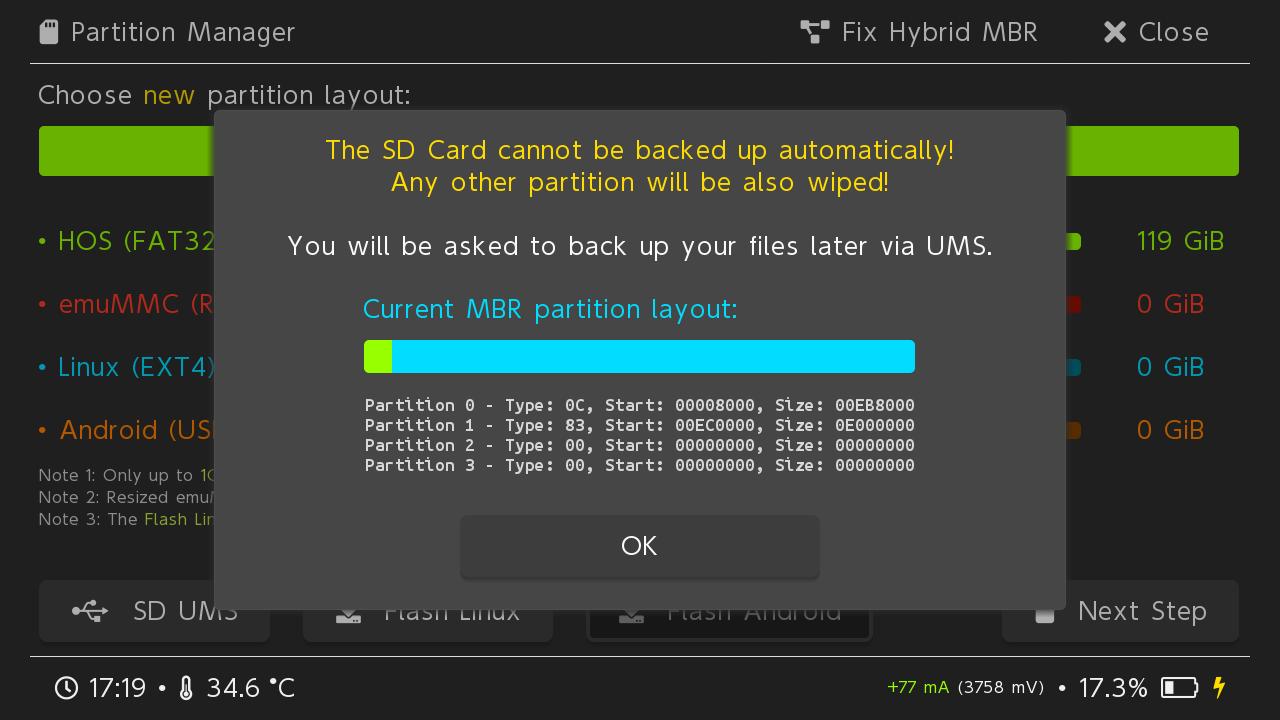 Partition Manager
Fix Hybrid MBR
Close
Choose new partition layout:
The SD Card cannot be backed up automatically!
Any other partition will be also wiped!
You will be asked to back up your files later via UMS.
Current MBR partition layout:
Partition 0 - Type: 0C, Start: 00008000, Size: 00EB8000
Partition 1 - Type: 83, Start: 00EC0000, Size: 0E000000
Partition 2 - Type: 00, Start: 00000000, Size: 00000000
Partition 3 - Type: 00, Start: 00000000, Size: 00000000
OK
• HOS (FAT32
119 GiB
• emuMMC (R
0 GiB
• Linux (EXT4)
0 GiB
• Android (US
0 GiB
Note 1: Only up to
Note 2: Resized emu
Note 3: The Flash Lin
SD UMS
Flash Linux
Flash Android
Next Step
17:19 • 34.6 °C
+77 mA (3758 mV) • 17.3%